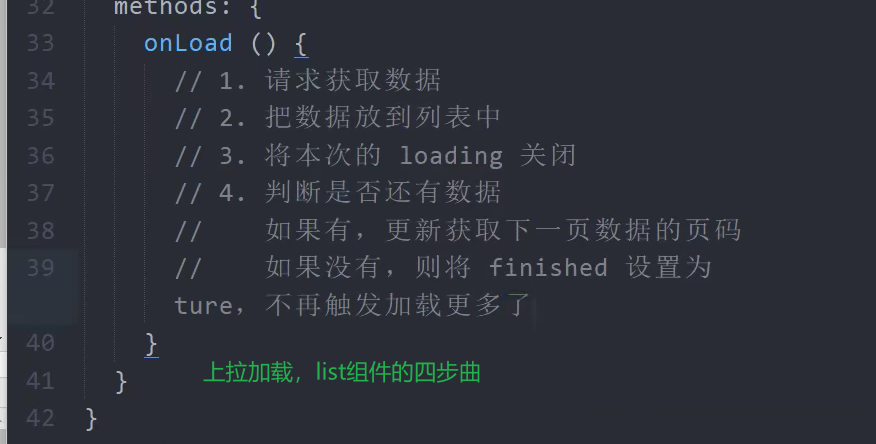 32 methods: {
33 onLoad () {
34 // 1. 请求获取数据
35 // 2. 把数据放到列表中
36 // 3. 将本次的 loading 关闭
37 // 4. 判断是否还有数据
38 // 如果有，更新获取下一页数据的页码
39 // 如果没有，则将 finished 设置为
ture，不再触发加载更多了
40 }
上拉加载，list组件的四步曲
41 }
42 }